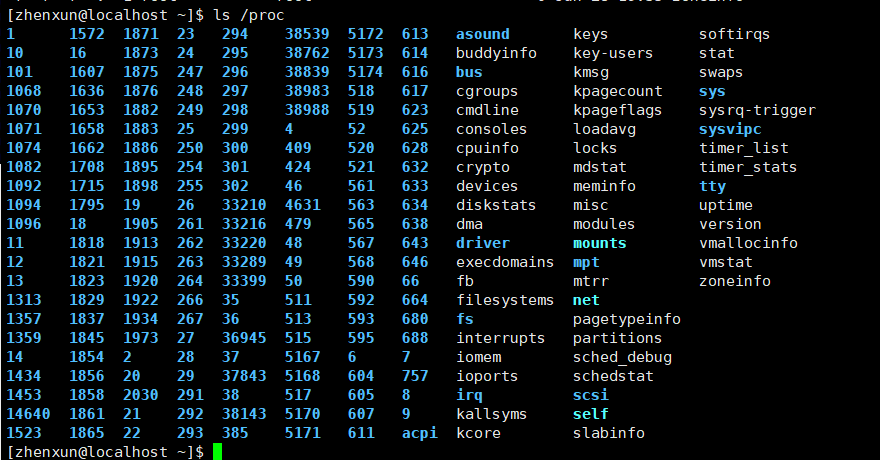 [zhenxun@localhost ~]$ ls /proc
1 1572 1871 23 294 38539 5172 613 asound keys softirqs
10 16 1873 24 295 38762 5173 614 buddyinfo key-users stat
101 1607 1875 247 296 38839 5174 616 bus kmsg swaps
1068 1636 1876 248 297 38983 518 617 cgroups kpagecount sys
1070 1653 1882 249 298 38988 519 623 cmdline kpageflags sysrq-trigger
1071 1658 1883 25 299 4 52 625 consoles loadavg sysvipc
1074 1662 1886 250 300 409 520 628 cpuinfo locks timer_list
1082 1708 1895 254 301 424 521 632 crypto mdstat timer_stats
1092 1715 1898 255 302 46 561 633 devices meminfo tty
1094 1795 19 26 33210 4631 563 634 diskstats misc uptime
1096 18 1905 261 33216 479 565 638 dma modules version
11 1818 1913 262 33220 48 567 643 driver mounts vmallocinfo
12 1821 1915 263 33289 49 568 646 execdomains mpt vmstat
13 1823 1920 264 33399 50 590 66 fb mtrr zoneinfo
1313 1829 1922 266 35 511 592 664 filesystems net
1357 1837 1934 267 36 513 593 680 fs pagetypeinfo
1359 1845 1973 27 36945 515 595 688 interrupts partitions
14 1854 2 28 37 5167 6 7 iomem sched_debug
1434 1856 20 29 37843 5168 604 757 ioports schedstat
1453 1858 2030 291 38 517 605 8 irq scsi
14640 1861 21 292 38143 5170 607 9 kallsyms self
1523 1865 22 293 385 5171 611 acpi kcore slabinfo
[zhenxun@localhost ~]$